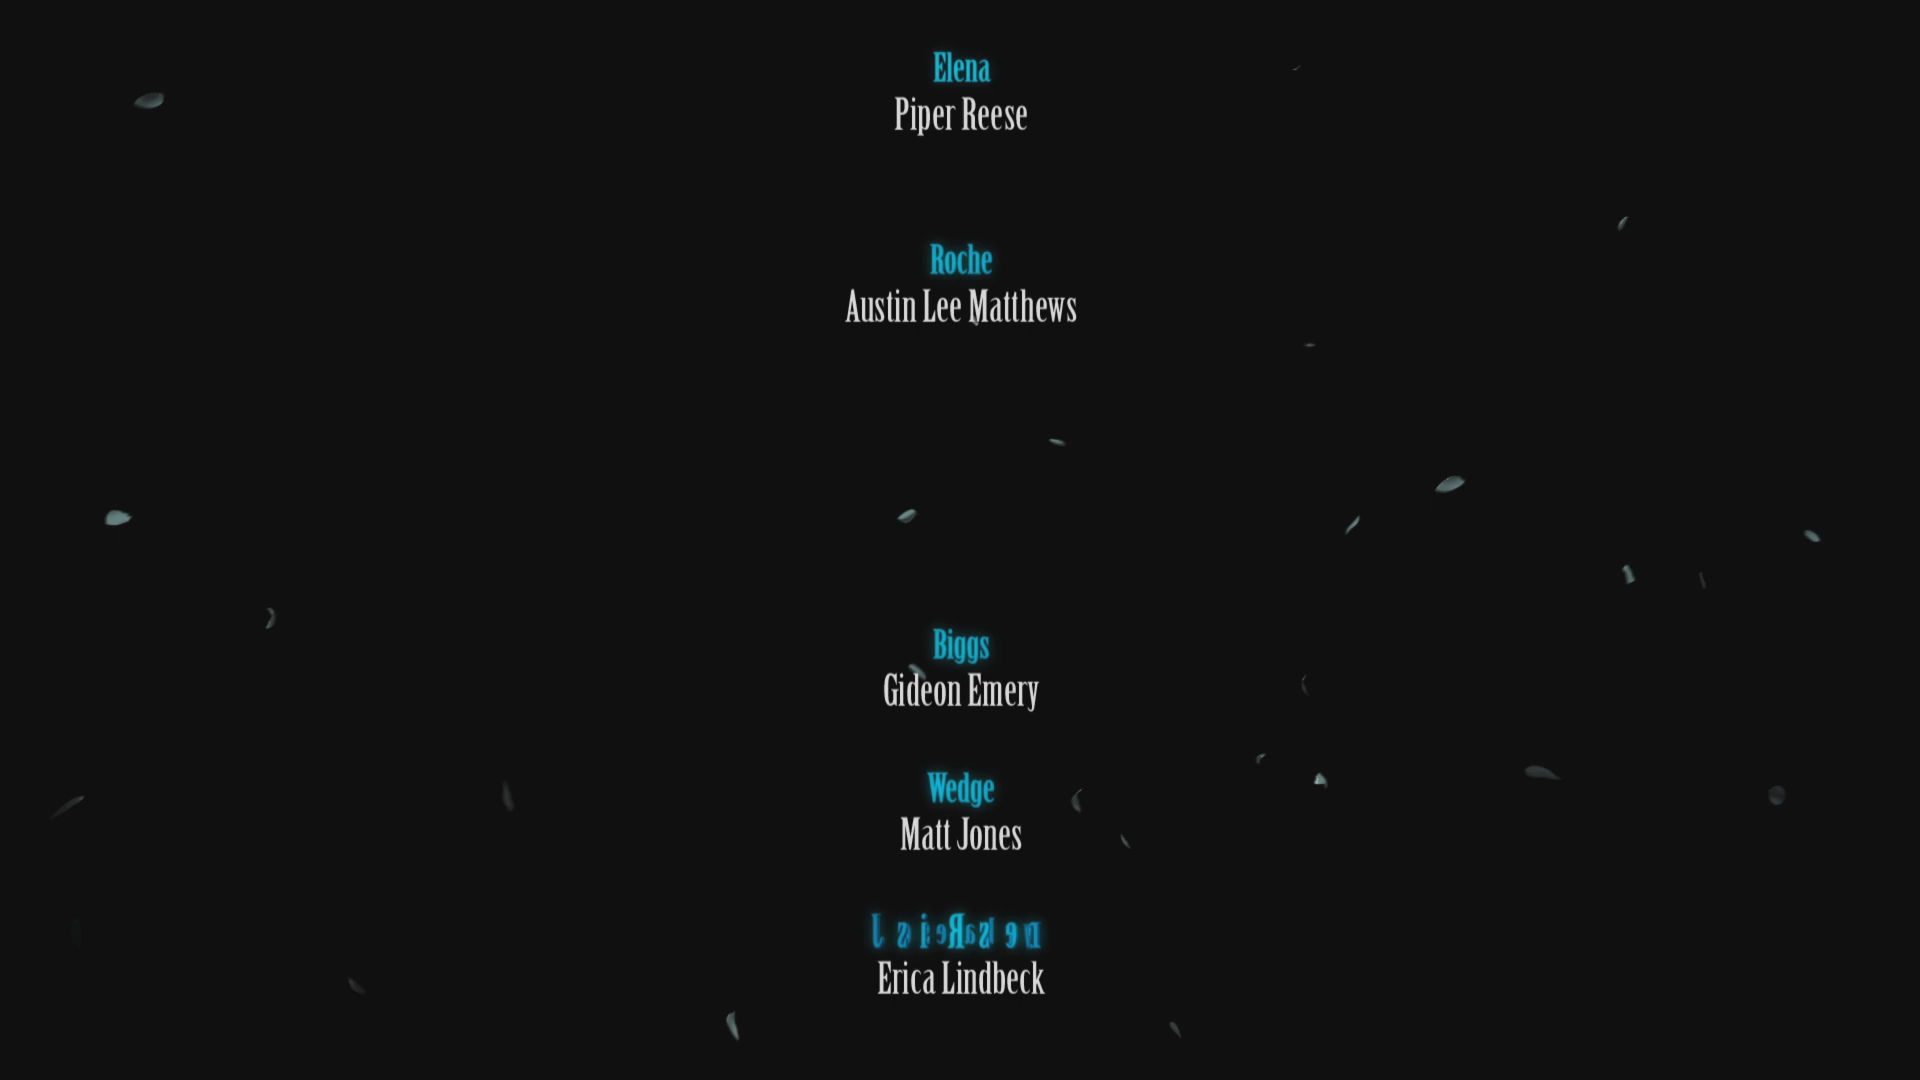 Elena
Piper Reese
Roche
Austin Lee Matthews
Biggs
Gideon Emery
Wedge
Matt Jones
Erica Lindbeck